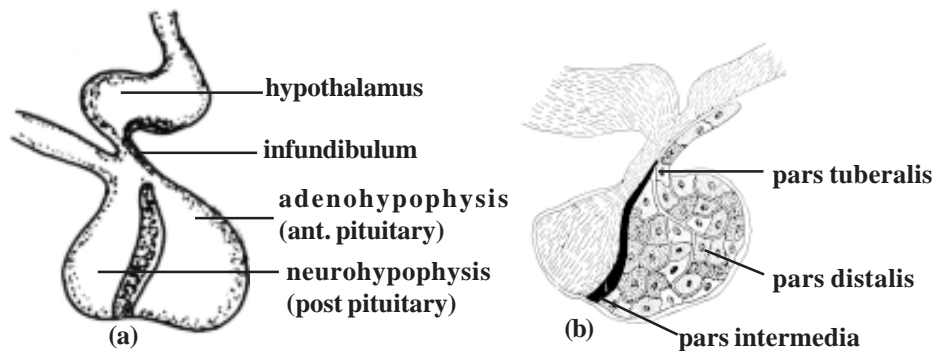 hypothalamus
infundibulum
adenohypophysis
(ant. pituitary)
neurohypophysis
(post pituitary)
(a)
pars tuberalis
pars distalis
pars intermedia
(b)